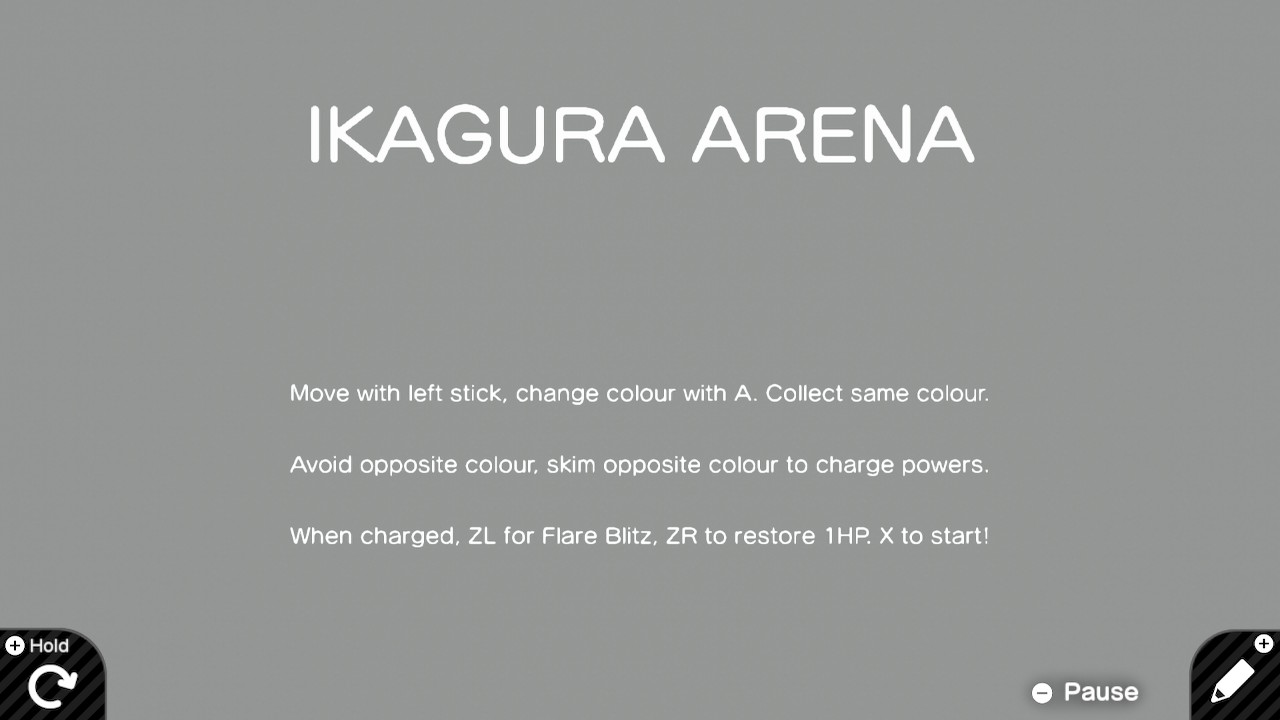 IKAGURA ARENA
Move with left stick, change colour with A. Collect same colour.
Avoid opposite colour, skim opposite colour to charge powers.
When charged, ZL for Flare Blitz, ZR to restore 1HP. X to start!
Hold
Pause